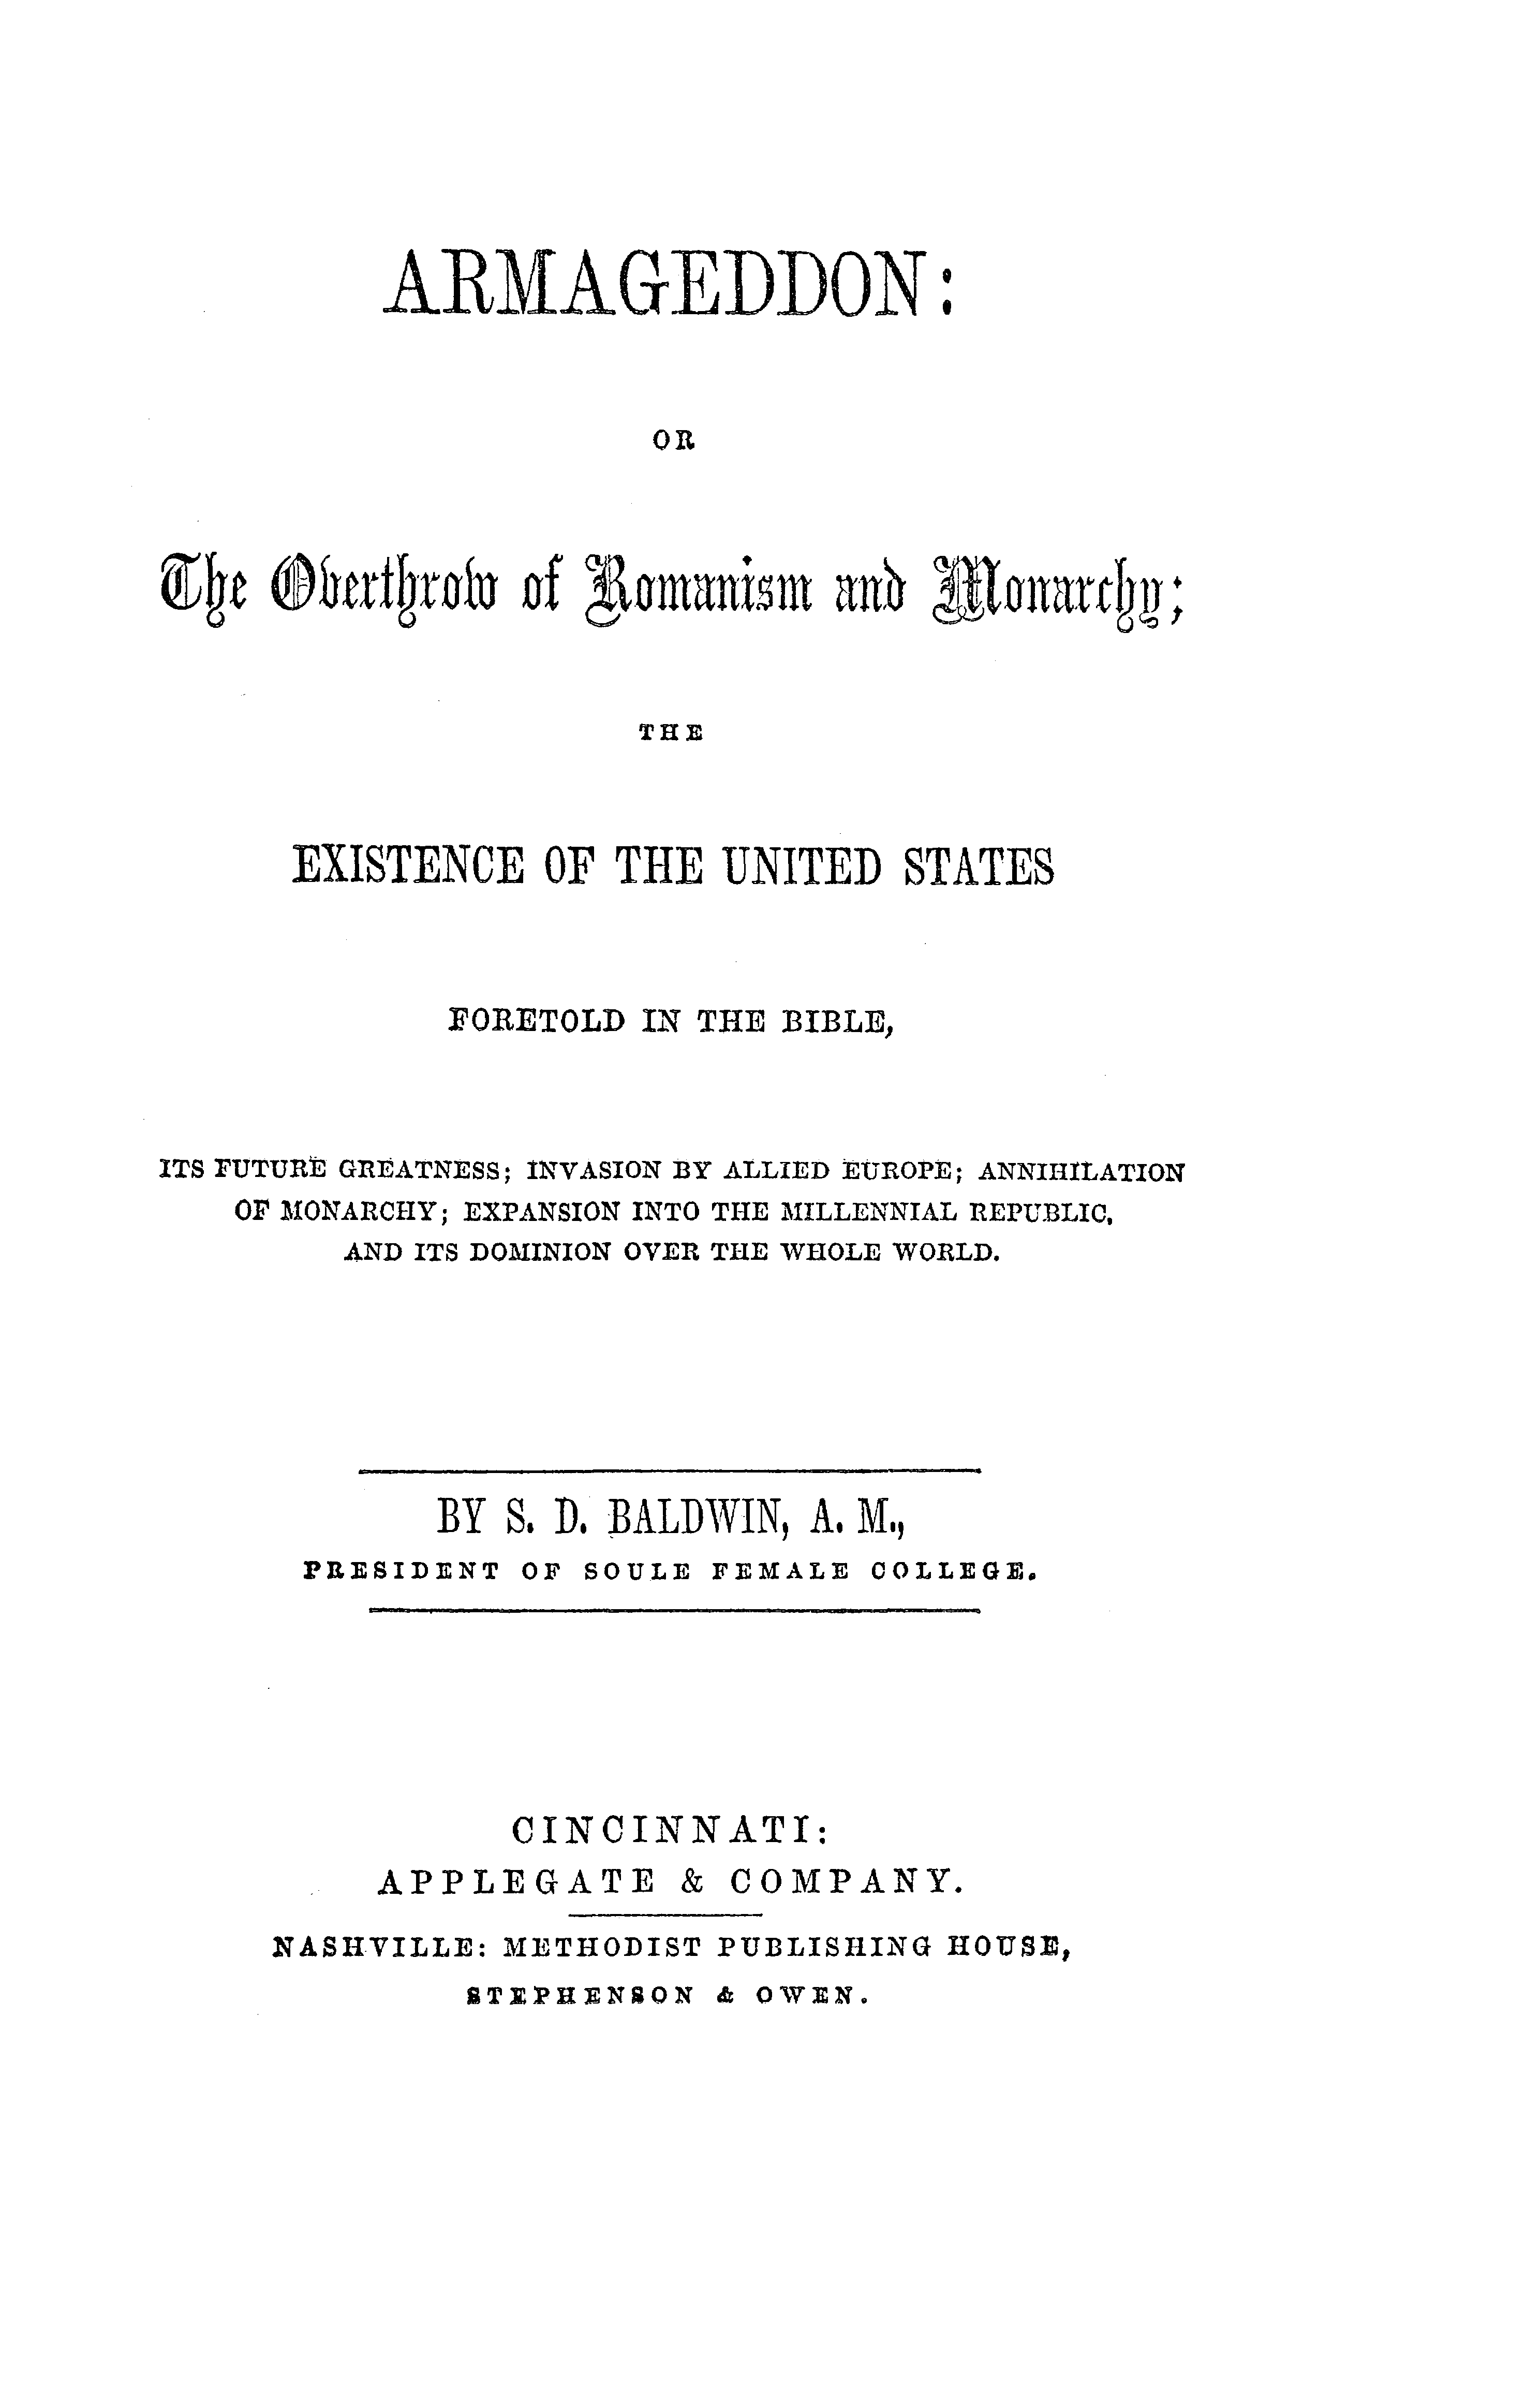 ARMAGEDDON:
OR
The Overthrow of Romanism and Monarchy;
THE
EXISTENCE OF THE UNITED STATES
FORETOLD IN THE BIBLE,
ITS FUTURE GREATNESS; INVASION BY ALLIED EUROPE; ANNIHILATION
OF MONARCHY; EXPANSION INTO THE MILLENNIAL REPUBLIC,
AND ITS DOMINION OVER THE WHOLE WORLD.
BY S. D. BALDWIN, A. M.,
PRESIDENT OF SOULE FEMALE COLLEGE.
CINCINNATI:
APPLEGATE & COMPANY.
NASHVILLE: METHODIST PUBLISHING HOUSE,
STEPHENSON & OWEN.